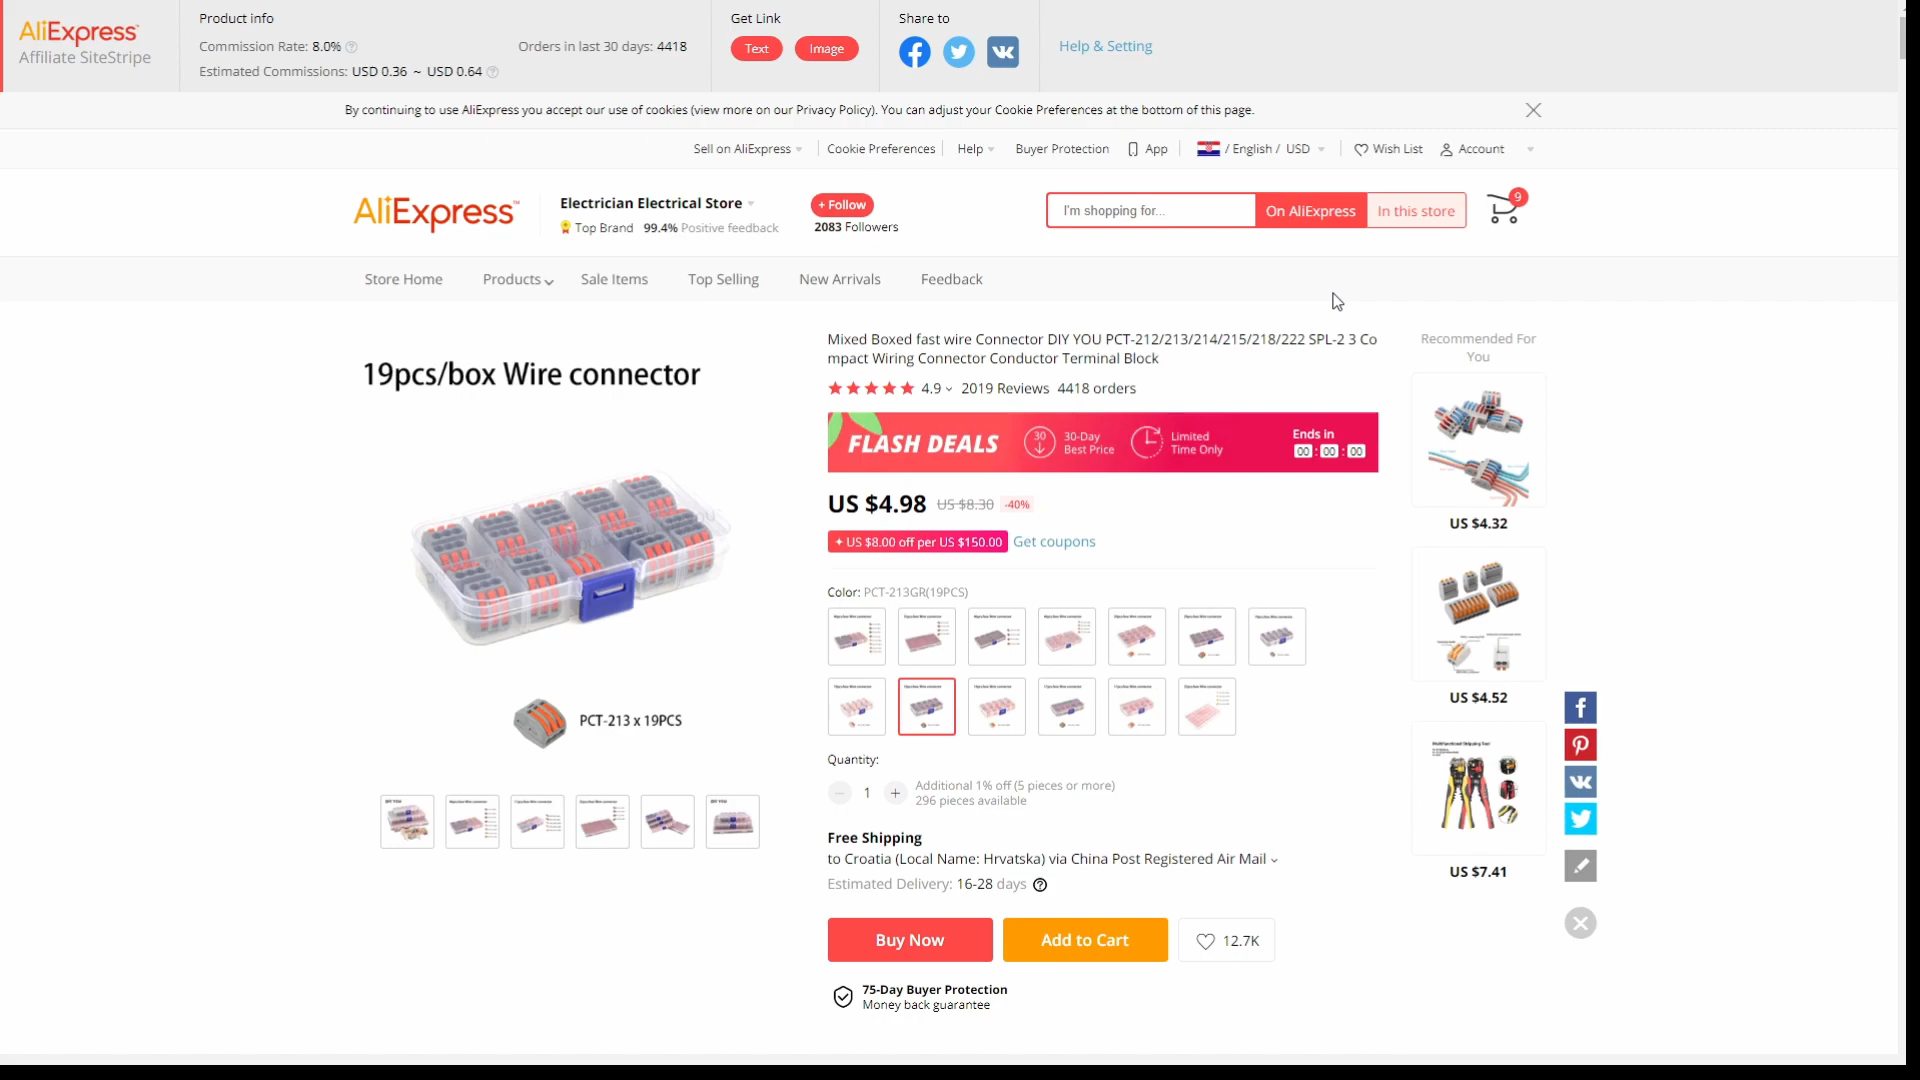 AliExpress™
Affiliate SiteStripe
Product info
Commission Rate: 8.0%
Orders in last 30 days: 4418
Estimated Commissions: USD 0.36 ~ USD 0.64
Get Link
Text
Image
Share to
Help & Setting
By continuing to use AliExpress you accept our use of cookies (view more on our Privacy Policy). You can adjust your Cookie Preferences at the bottom of this page.
Sell on AliExpress
Cookie Preferences
Help
Buyer Protection
App
/ English / USD
Wish List
Account
AliExpress™
Electrician Electrical Store
Top Brand 99.4% Positive feedback
+ Follow
2083 Followers
I'm shopping for...
On AliExpress
In this store
9
Store Home
Products
Sale Items
Top Selling
New Arrivals
Feedback
19pcs/box Wire connector
PCT-213 x 19PCS
Mixed Boxed fast wire Connector DIY YOU PCT-212/213/214/215/218/222 SPL-2 3 Co
mpact Wiring Connector Conductor Terminal Block
4.9 2019 Reviews 4418 orders
FLASH DEALS
30
30-Day
Best Price
Limited
Time Only
Ends in
00 : 00 : 00
US $4.98 US $8.30 -40%
+ US $8.00 off per US $150.00 Get coupons
Color: PCT-213GR(19PCS)
Quantity:
1
Additional 1% off (5 pieces or more)
296 pieces available
Free Shipping
to Croatia (Local Name: Hrvatska) via China Post Registered Air Mail
Estimated Delivery: 16-28 days
Buy Now
Add to Cart
12.7K
75-Day Buyer Protection
Money back guarantee
Recommended For
You
US $4.32
US $4.52
US $7.41